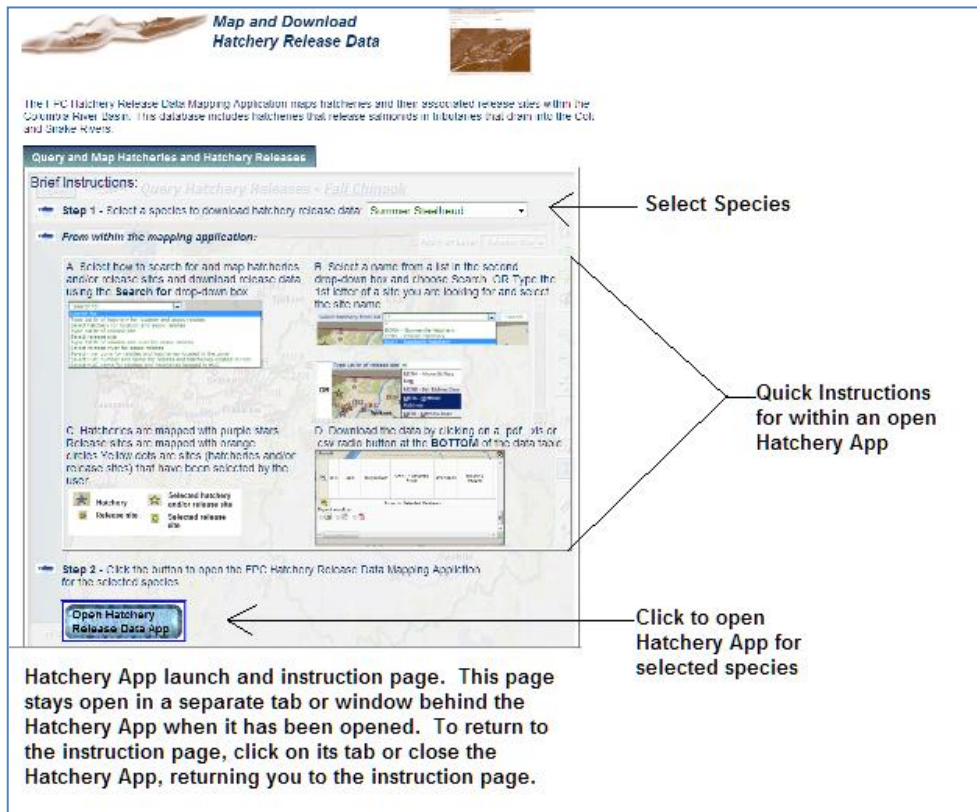 Map and Download
Hatchery Release Data
The FPC Hatchery Release Data Mapping Application maps hatcheries and their associated release sites within the
Columbia River Basin. This database includes hatcheries that release salmonids in tributaries that drain into the Col
and Snake Rivers.
Query and Map Hatcheries and Hatchery Releases
Brief Instructions:
Query Hatchery Releases - Fall Chinook
Step 1 - Select a species to download hatchery release data: Summer Steelhead
Select Species
From within the mapping application:
A. Select how to search for and map hatcheries
and/or release sites and download release data
using the Search for drop-down box
B. Select a name from a list in the second
drop-down box and choose Search. OR Type the
1st letter of a site you are looking for and select
the site name
OR
Quick Instructions
for within an open
Hatchery App
C. Hatcheries are mapped with purple stars
Release sites are mapped with orange
circles Yellow dots are sites (hatcheries and/or
release sites) that have been selected by the
user
Hatchery
Selected hatchery
and/or release site
Release site
Selected release
site
D. Download the data by clicking on a .pdf .xls or
.csv radio button at the BOTTOM of the data table
Step 2 - Click the button to open the FPC Hatchery Release Data Mapping Appliction
for the selected species
Open Hatchery
Release Data App
Click to open
Hatchery App for
selected species
Hatchery App launch and instruction page. This page
stays open in a separate tab or window behind the
Hatchery App when it has been opened. To return to
the instruction page, click on its tab or close the
Hatchery App, returning you to the instruction page.